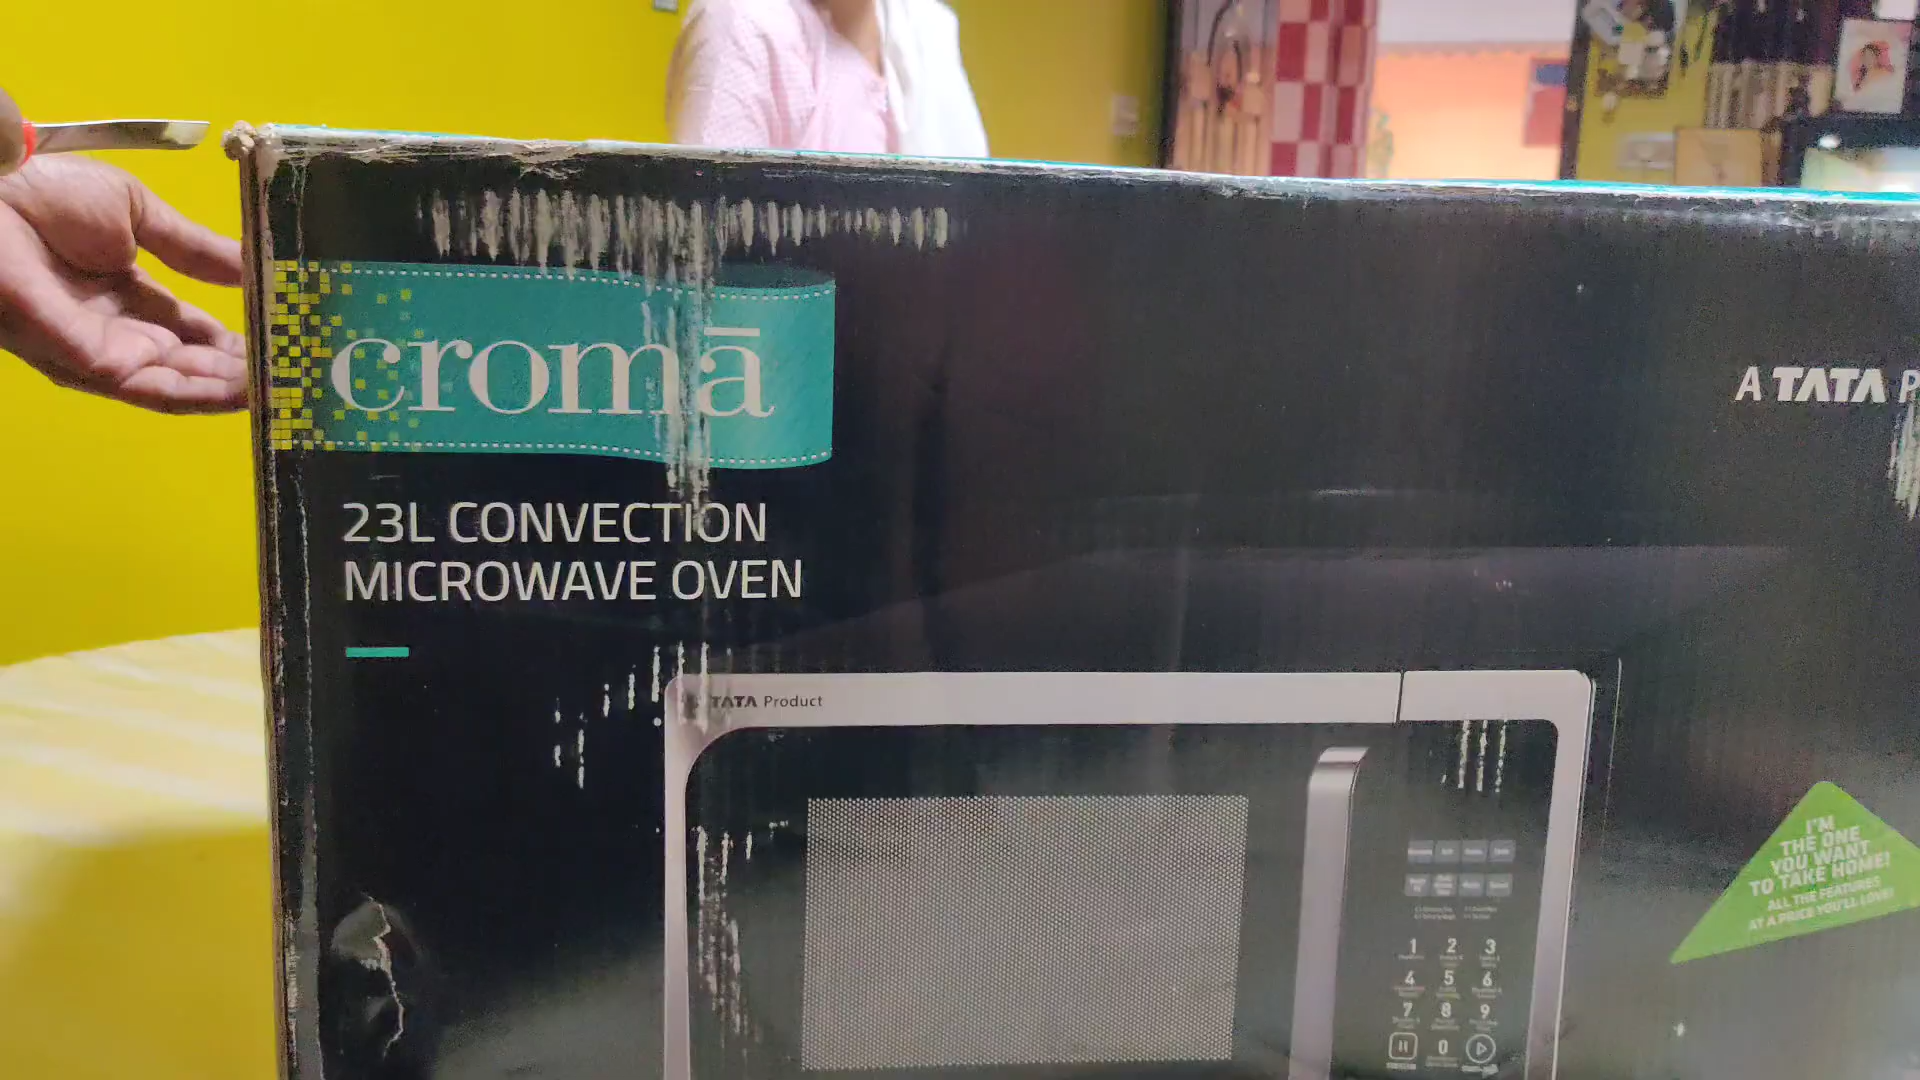 cromā
A TATA P
23L CONVECTION
MICROWAVE OVEN
TATA Product
I'M
THE ONE
YOU WANT
TO TAKE HOME!
ALL THE FEATURES
AT A PRICE YOU'LL LOVE!
1 2 3
4 5 6
7 8 9
0